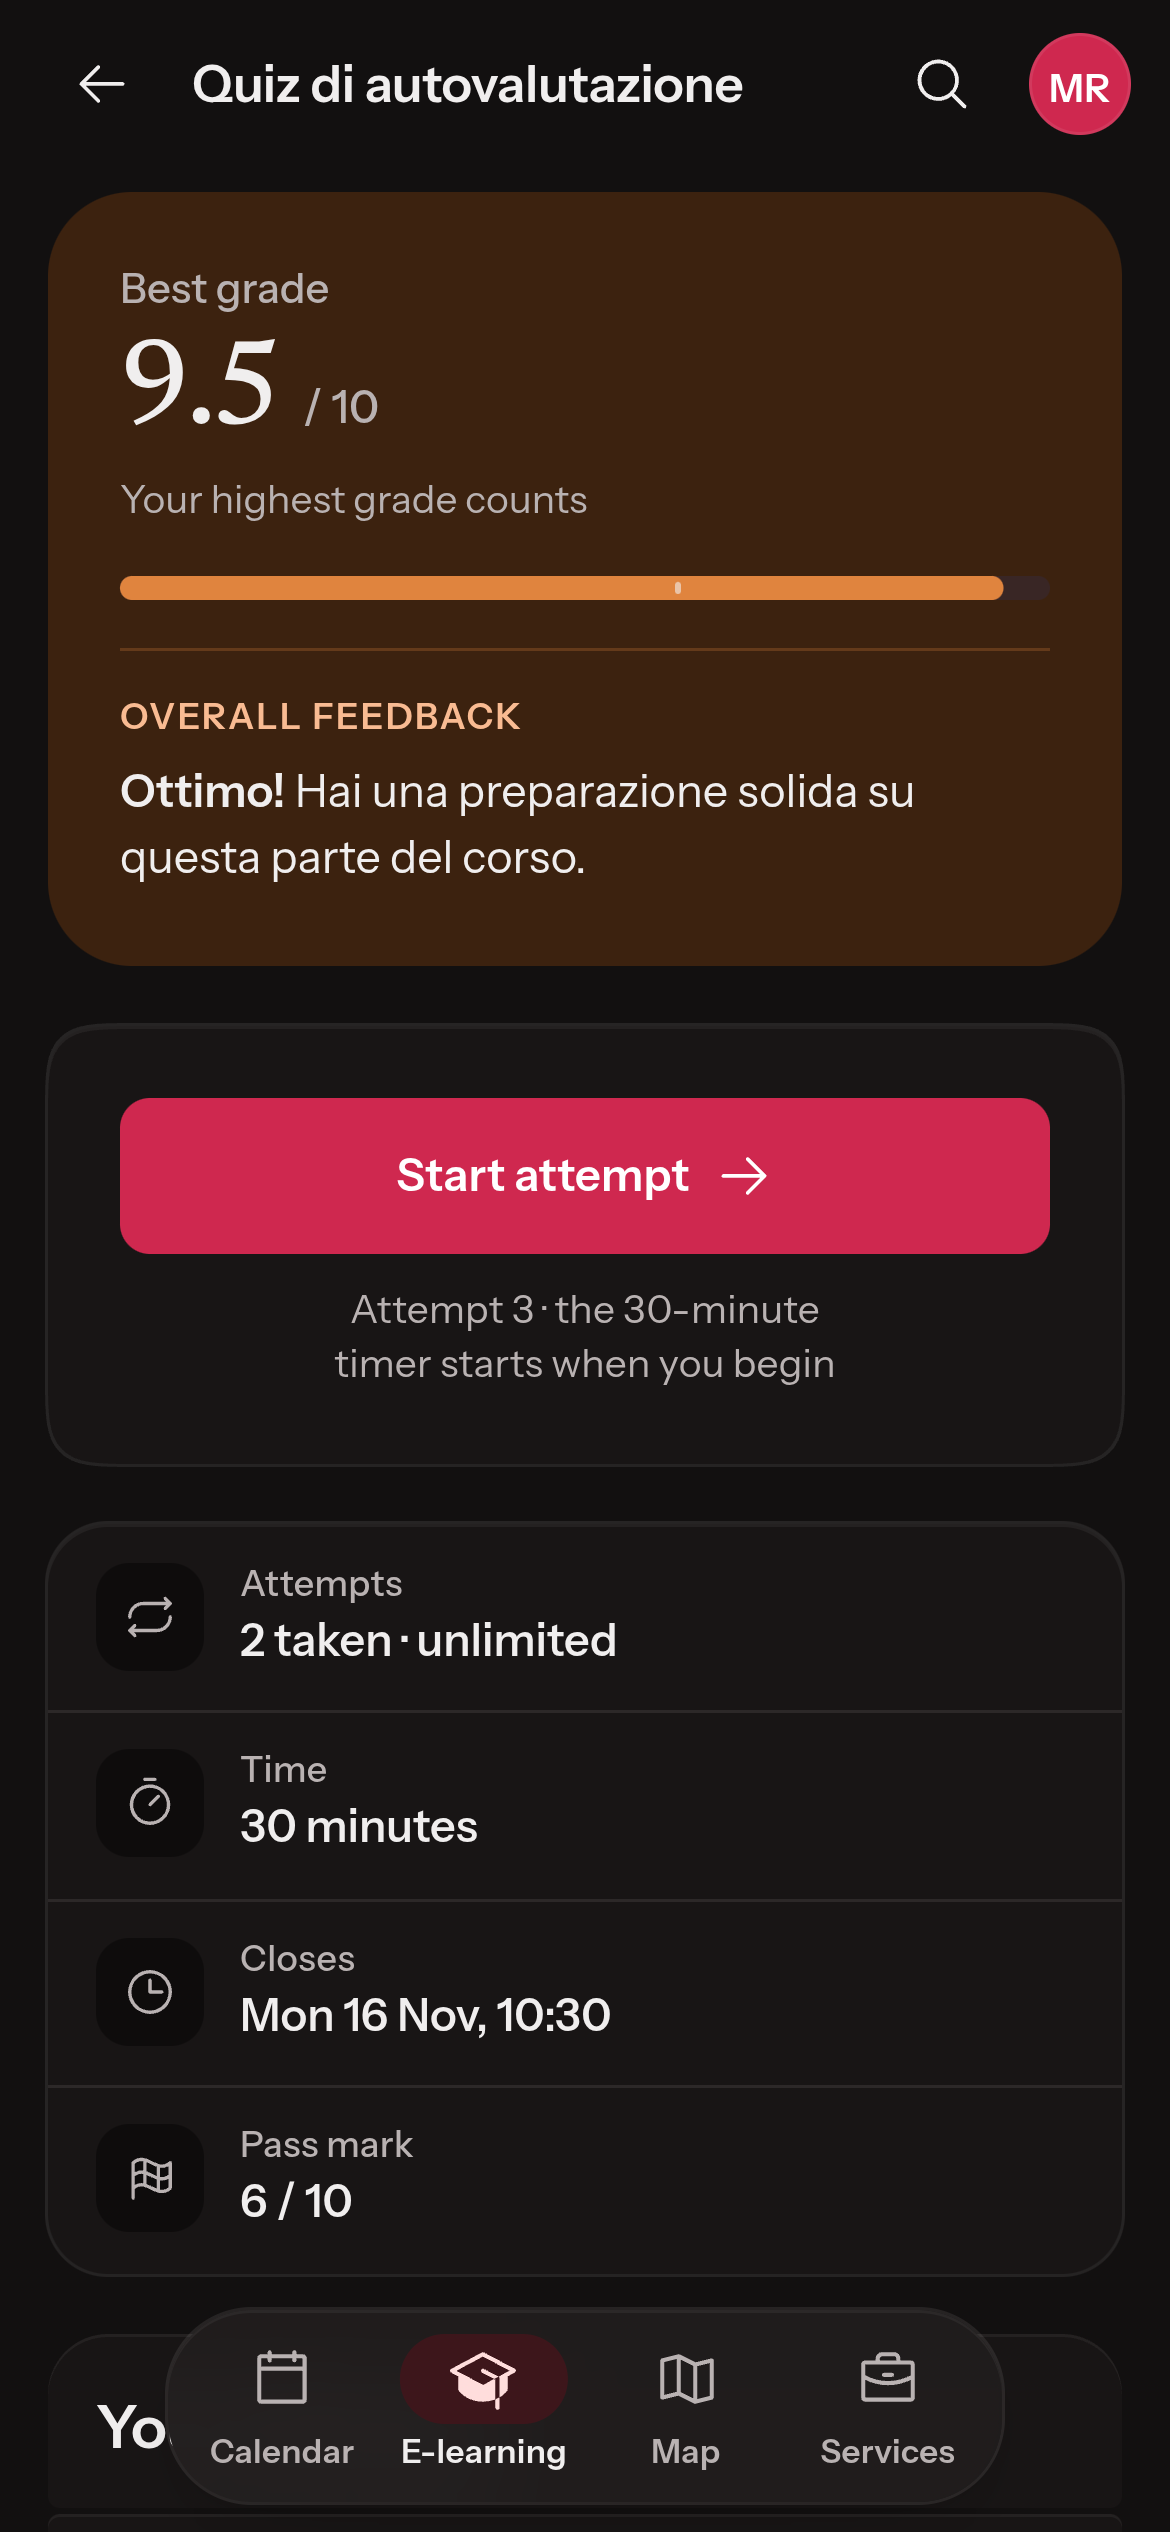 Quiz di autovalutazione
MR
Best grade
9.5 / 10
Your highest grade counts
OVERALL FEEDBACK
Ottimo! Hai una preparazione solida su
questa parte del corso.
Start attempt
Attempt 3 · the 30-minute
timer starts when you begin
Attempts
2 taken · unlimited
Time
30 minutes
Closes
Mon 16 Nov, 10:30
Pass mark
6 / 10
Calendar
E-learning
Map
Services